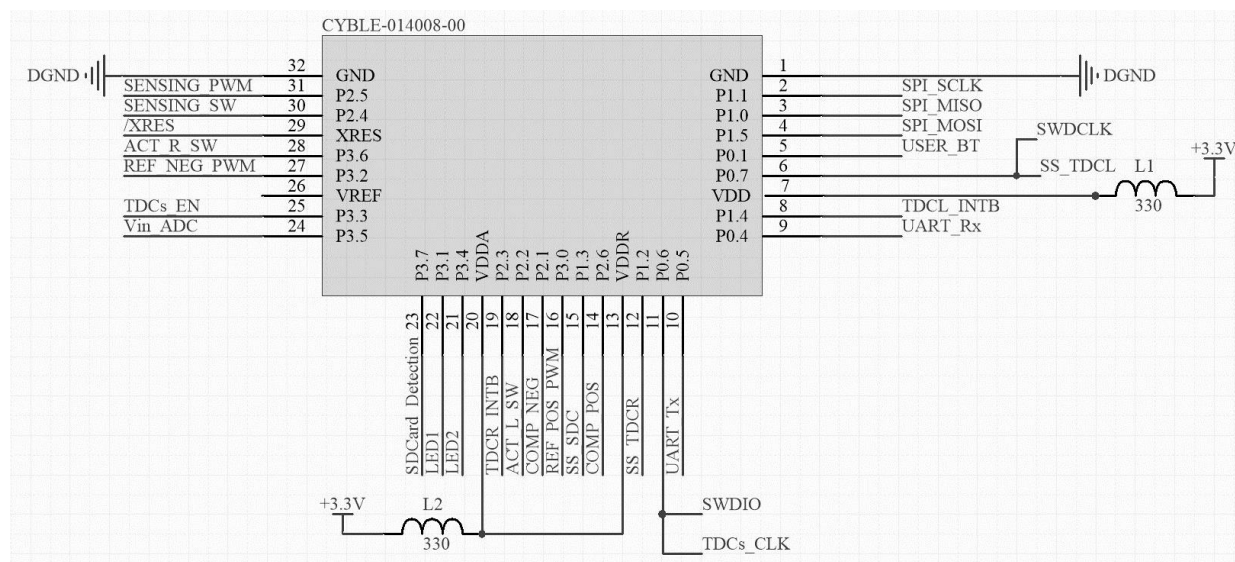 CYBLE-014008-00
DGND 32 GND GND 1 DGND
SENSING_PWM 31 P2.5 P1.1 2 SPI_SCLK
SENSING_SW 30 P2.4 P1.0 3 SPI_MISO
/XRES 29 XRES P1.5 4 SPI_MOSI SWDCLK
ACT_R_SW 28 P3.6 P0.1 5 USER_BT +3.3V
REF_NEG_PWM 27 P3.2 P0.7 6 SS_TDCL L1
26 VREF VDD 7 330
TDCs_EN 25 P3.3 P1.4 8 TDCL_INTB
Vin_ADC 24 P3.5 P0.4 9 UART_Rx
P3.7 P3.1 P3.4 VDDA P2.3 P2.2 P2.1 P3.0 P1.3 P2.6 VDDR P1.2 P0.6 P0.5
23 22 21 20 19 18 17 16 15 14 13 12 11 10
SDCard_Detection LED1 LED2 TDCR_INTB ACT_L_SW COMP_NEG REF_POS_PWM SS_SDC COMP_POS SS_TDCR UART_Tx
+3.3V L2 SWDIO
330 TDCs_CLK